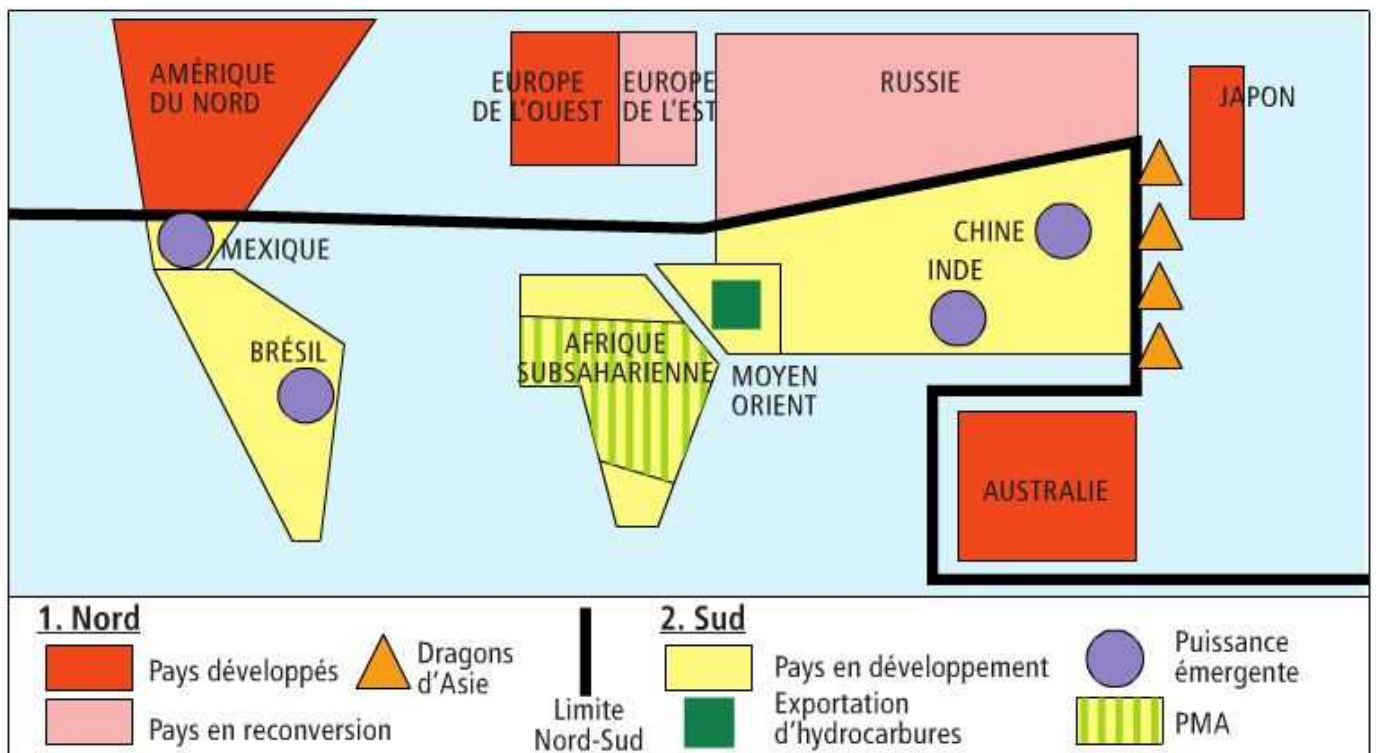 AMÉRIQUE
DU NORD
EUROPE
DE L'OUEST
EUROPE
DE L'EST
RUSSIE
JAPON
MEXIQUE
BRÉSIL
AFRIQUE
SUBSAHARIENNE
MOYEN
ORIENT
CHINE
INDE
AUSTRALIE
1. Nord
Pays développés
Pays en reconversion
Dragons
d'Asie
Limite
Nord-Sud
2. Sud
Pays en développement
Exportation
d'hydrocarbures
Puissance
émergente
PMA